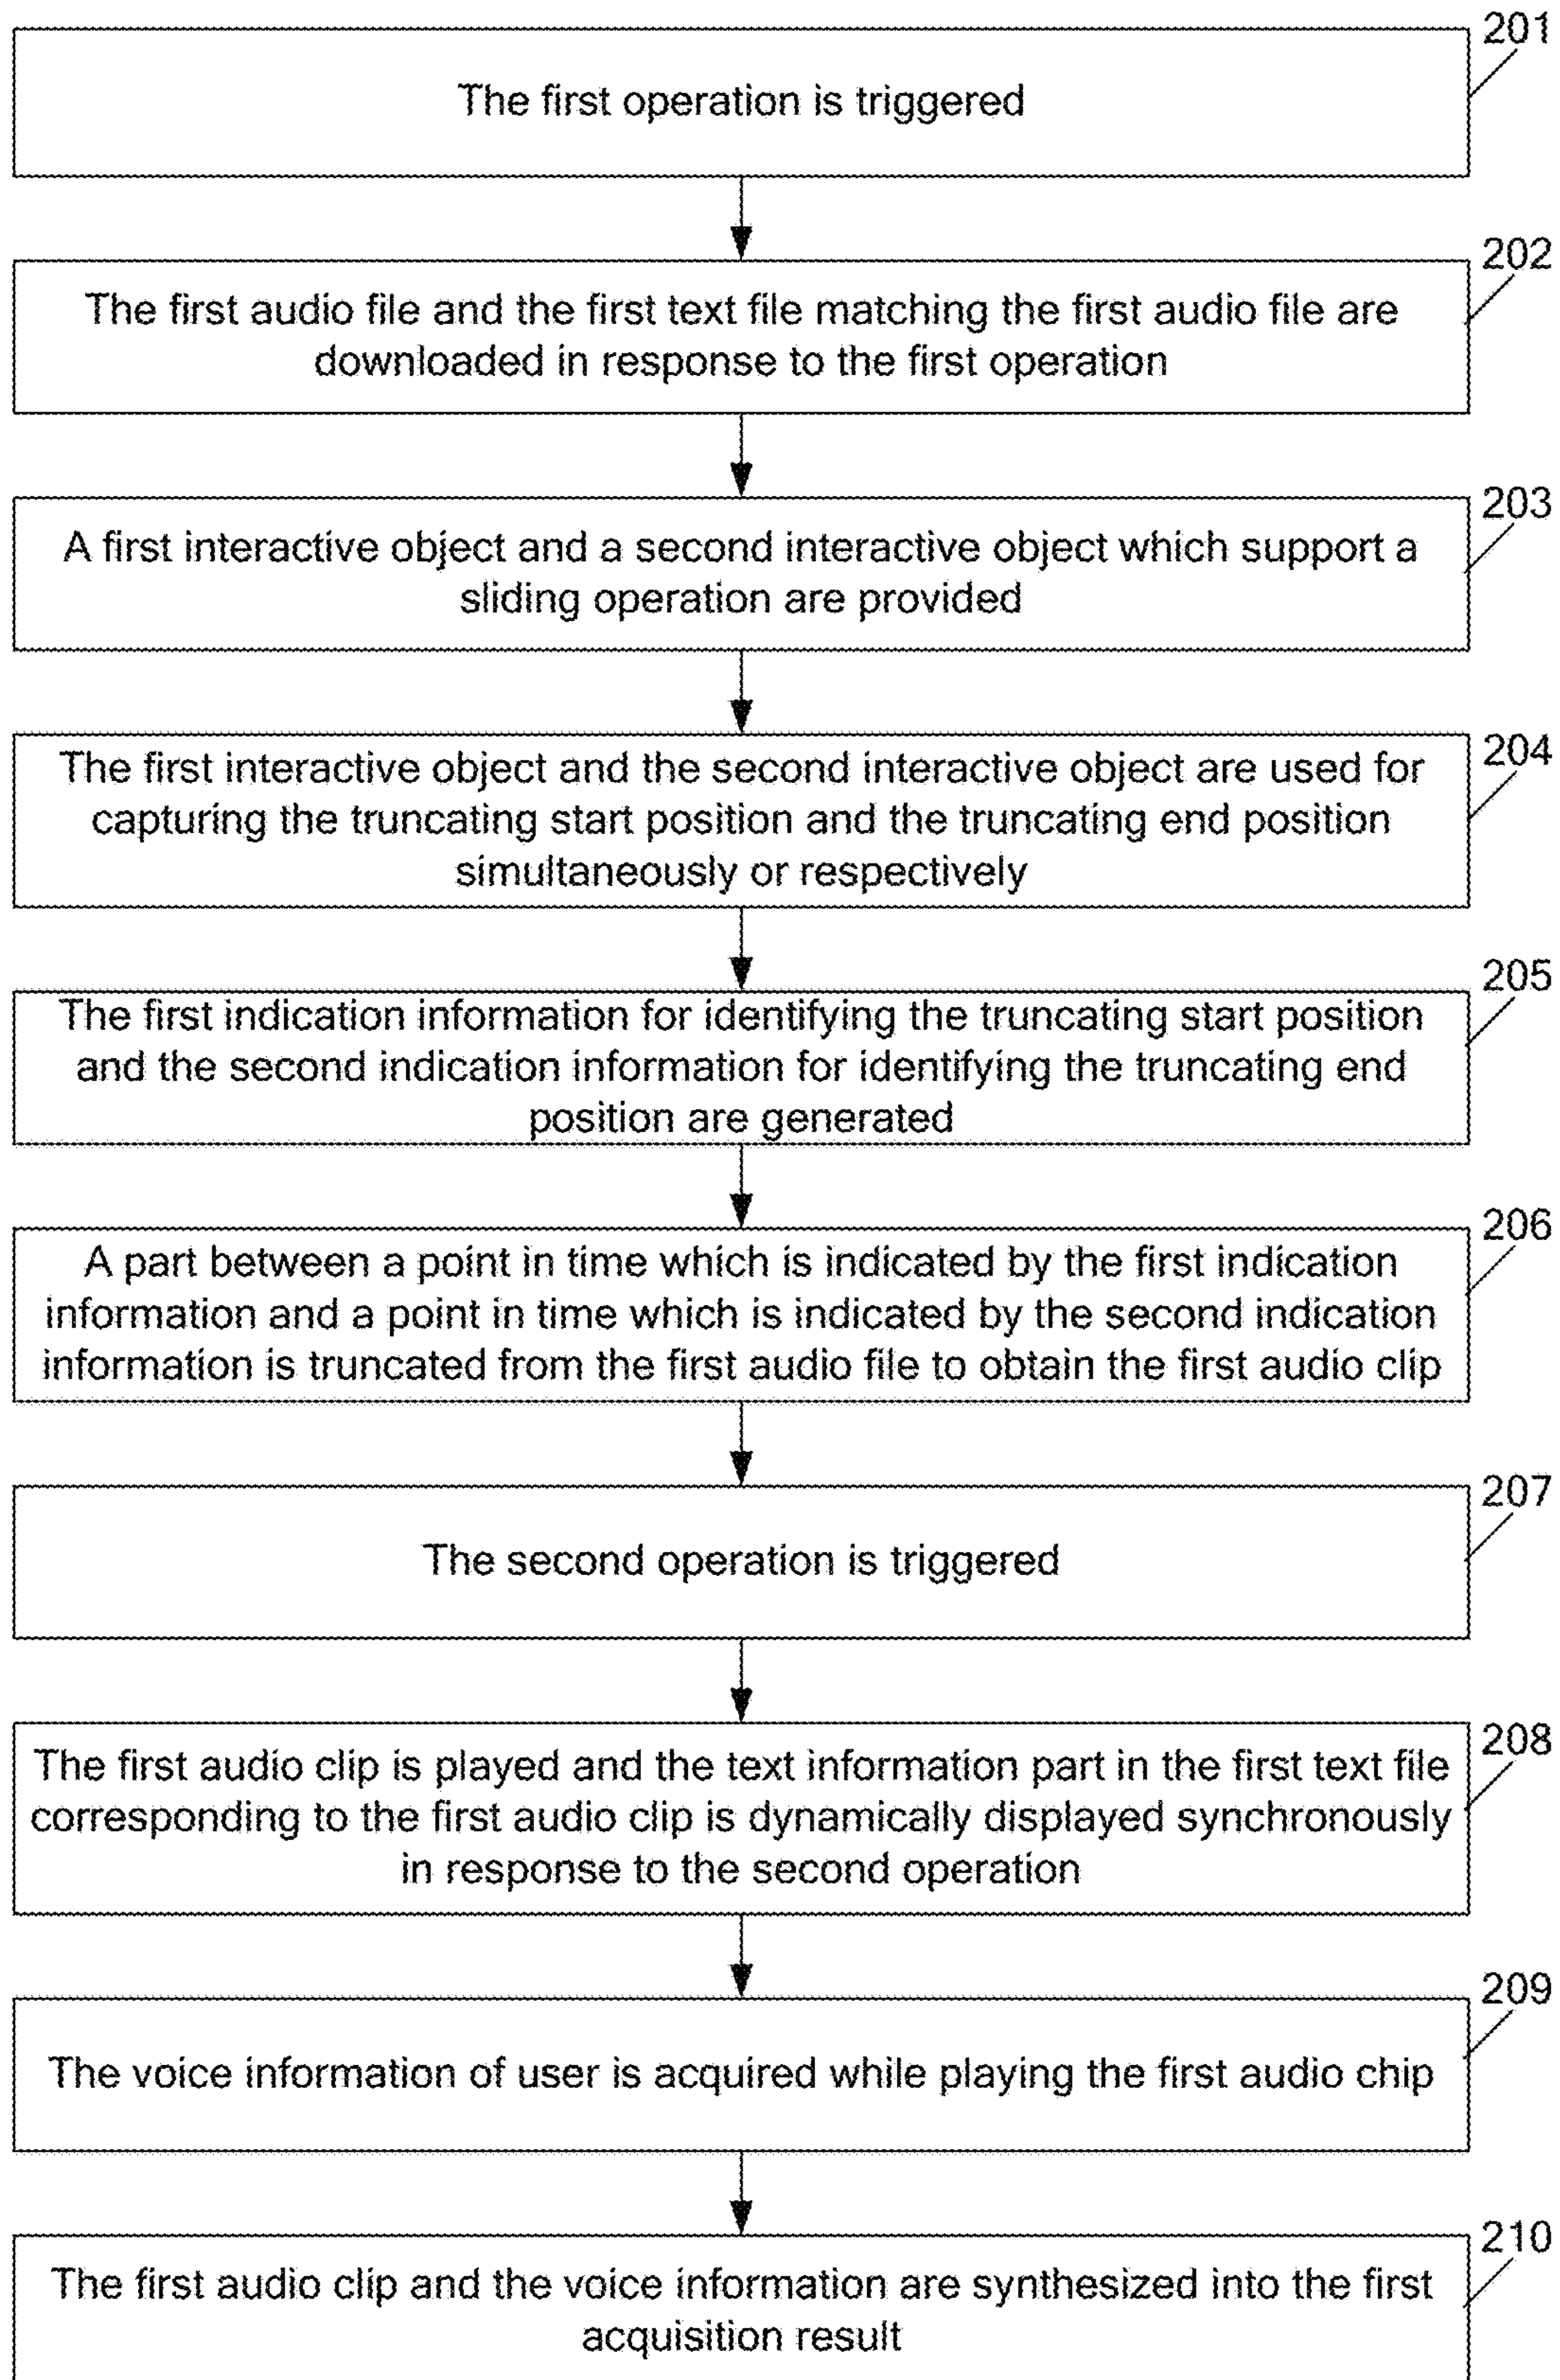 201
The first operation is triggered
202
The first audio file and the first text file matching the first audio file are
downloaded in response to the first operation
203
A first interactive object and a second interactive object which support a
sliding operation are provided
204
The first interactive object and the second interactive object are used for
capturing the truncating start position and the truncating end position
simultaneously or respectively
205
The first indication information for identifying the truncating start position
and the second indication information for identifying the truncating end
position are generated
206
A part between a point in time which is indicated by the first indication
information and a point in time which is indicated by the second indication
information is truncated from the first audio file to obtain the first audio clip
207
The second operation is triggered
208
The first audio clip is played and the text information part in the first text file
corresponding to the first audio clip is dynamically displayed synchronously
in response to the second operation
209
The voice information of user is acquired while playing the first audio chip
210
The first audio clip and the voice information are synthesized into the first
acquisition result